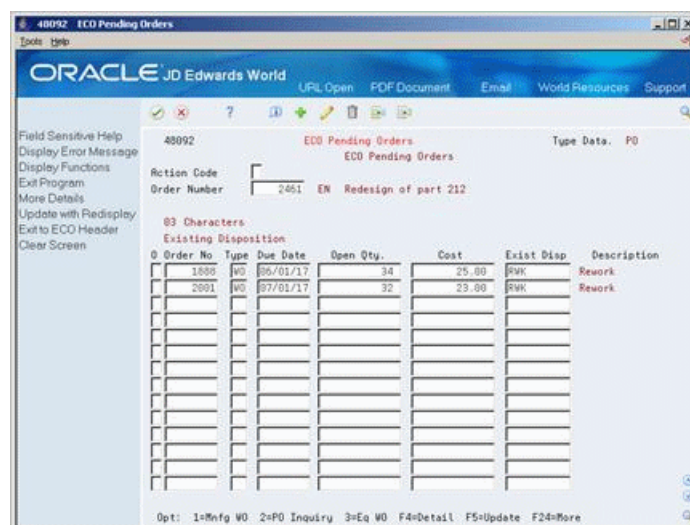 48092 ECO Pending Orders
Tools Help
ORACLE JD Edwards World
URL Open PDF Document Email World Resources Support
Field Sensitive Help
Display Error Message
Display Functions
Exit Program
More Details
Update with Redisplay
Exit to ECO Header
Clear Screen
48092 ECO Pending Orders Type Data. PO
ECO Pending Orders
Action Code
Order Number 2461 EN Redesign of part 212
03 Characters
Existing Disposition
O Order No Type Due Date Open Qty. Cost Exist Disp Description
1888 WO 06/01/17 34 25.00 RWK Rework
2001 WO 07/01/17 32 23.00 RWK Rework
Opt: 1=Mnfg WO 2=PO Inquiry 3=Eq WO F4=Detail F5=Update F24=More